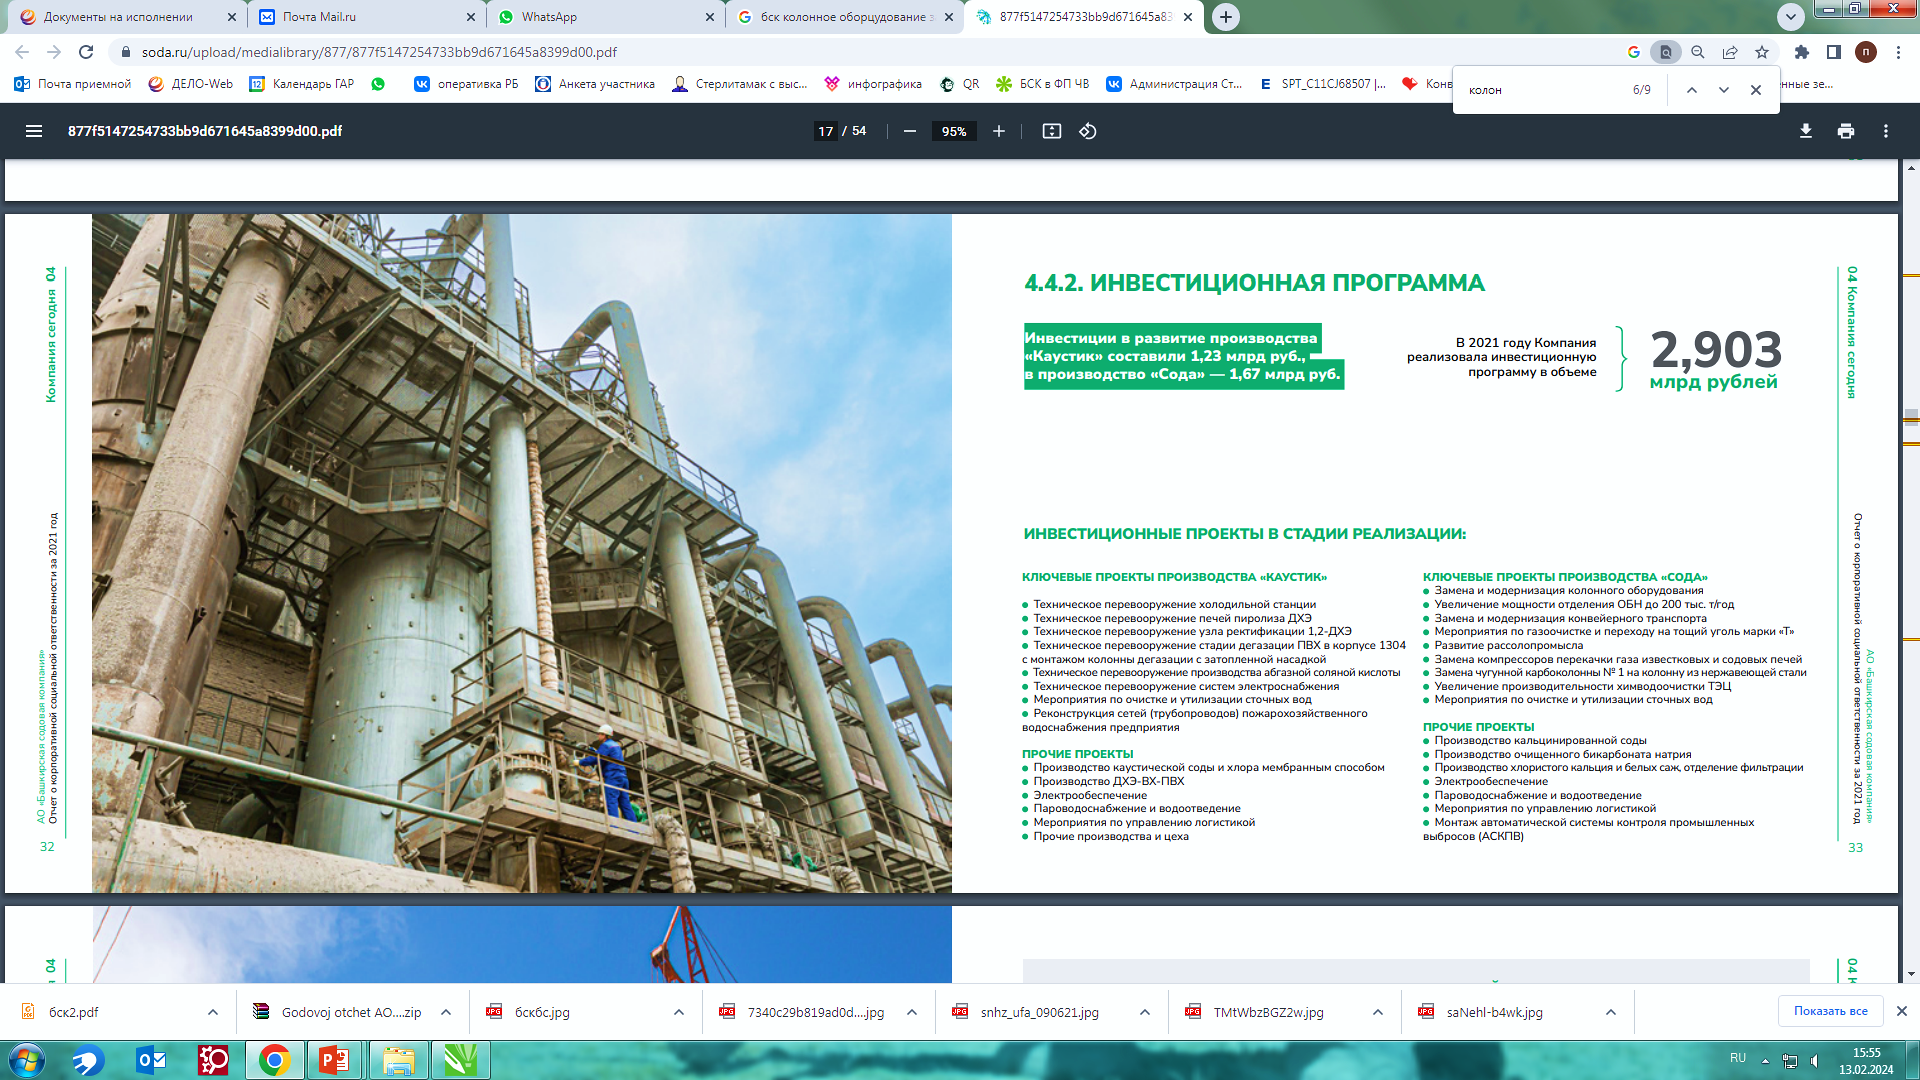 Документы на исполнении
Почта Mail.ru
WhatsApp
бск колонное оборцудование з
877f5147254733bb9d671645a83
soda.ru/upload/medialibrary/877/877f5147254733bb9d671645a8399d00.pdf
п
Почта приемной
ДЕЛО-Web
12
Календарь ГАР
оперативка РБ
Анкета участника
Стерлитамак с выс...
инфографика
QR
БСК в ФП ЧВ
Администрация Ст...
E
SPT_C11CJ68507 |...
Конв
нные зе...
колон
6/9
877f5147254733bb9d671645a8399d00.pdf
17 / 54
95%
Компания сегодня 04
АО «Башкирская содовая компания»
Отчет о корпоративной социальной ответственности за 2021 год
32
4.4.2. ИНВЕСТИЦИОННАЯ ПРОГРАММА
Инвестиции в развитие производства
«Каустик» составили 1,23 млрд руб.,
в производство «Сода» — 1,67 млрд руб.
В 2021 году Компания
реализовала инвестиционную
программу в объеме
2,903
млрд рублей
ИНВЕСТИЦИОННЫЕ ПРОЕКТЫ В СТАДИИ РЕАЛИЗАЦИИ:
КЛЮЧЕВЫЕ ПРОЕКТЫ ПРОИЗВОДСТВА «КАУСТИК»
Техническое перевооружение холодильной станции
Техническое перевооружение печей пиролиза ДХЭ
Техническое перевооружение узла ректификации 1,2-ДХЭ
Техническое перевооружение стадии дегазации ПВХ в корпусе 1304
с монтажом колонны дегазации с затопленной насадкой
Техническое перевооружение производства абгазной соляной кислоты
Техническое перевооружение систем электроснабжения
Мероприятия по очистке и утилизации сточных вод
Реконструкция сетей (трубопроводов) пожарохозяйственного
водоснабжения предприятия
ПРОЧИЕ ПРОЕКТЫ
Производство каустической соды и хлора мембранным способом
Производство ДХЭ-ВХ-ПВХ
Электрообеспечение
Пароводоснабжение и водоотведение
Мероприятия по управлению логистикой
Прочие производства и цеха
КЛЮЧЕВЫЕ ПРОЕКТЫ ПРОИЗВОДСТВА «СОДА»
Замена и модернизация колонного оборудования
Увеличение мощности отделения ОБН до 200 тыс. т/год
Замена и модернизация конвейерного транспорта
Мероприятия по газоочистке и переходу на тощий уголь марки «Т»
Развитие рассолопромысла
Замена компрессоров перекачки газа известковых и содовых печей
Замена чугунной карбоколонны № 1 на колонну из нержавеющей стали
Увеличение производительности химводоочистки ТЭЦ
Мероприятия по очистке и утилизации сточных вод
ПРОЧИЕ ПРОЕКТЫ
Производство кальцинированной соды
Производство очищенного бикарбоната натрия
Производство хлористого кальция и белых саж, отделение фильтрации
Электрообеспечение
Пароводоснабжение и водоотведение
Мероприятия по управлению логистикой
Монтаж автоматической системы контроля промышленных
выбросов (АСКПВ)
04 Компания сегодня
АО «Башкирская содовая компания»
Отчет о корпоративной социальной ответственности за 2021 год
33
04
04
бск2.pdf
Godovoj otchet AO....zip
бскбс.jpg
7340c29b819ad0d....jpg
snhz_ufa_090621.jpg
TMtWbzBGZ2w.jpg
saNehl-b4wk.jpg
Показать все
RU
15:55
13.02.2024